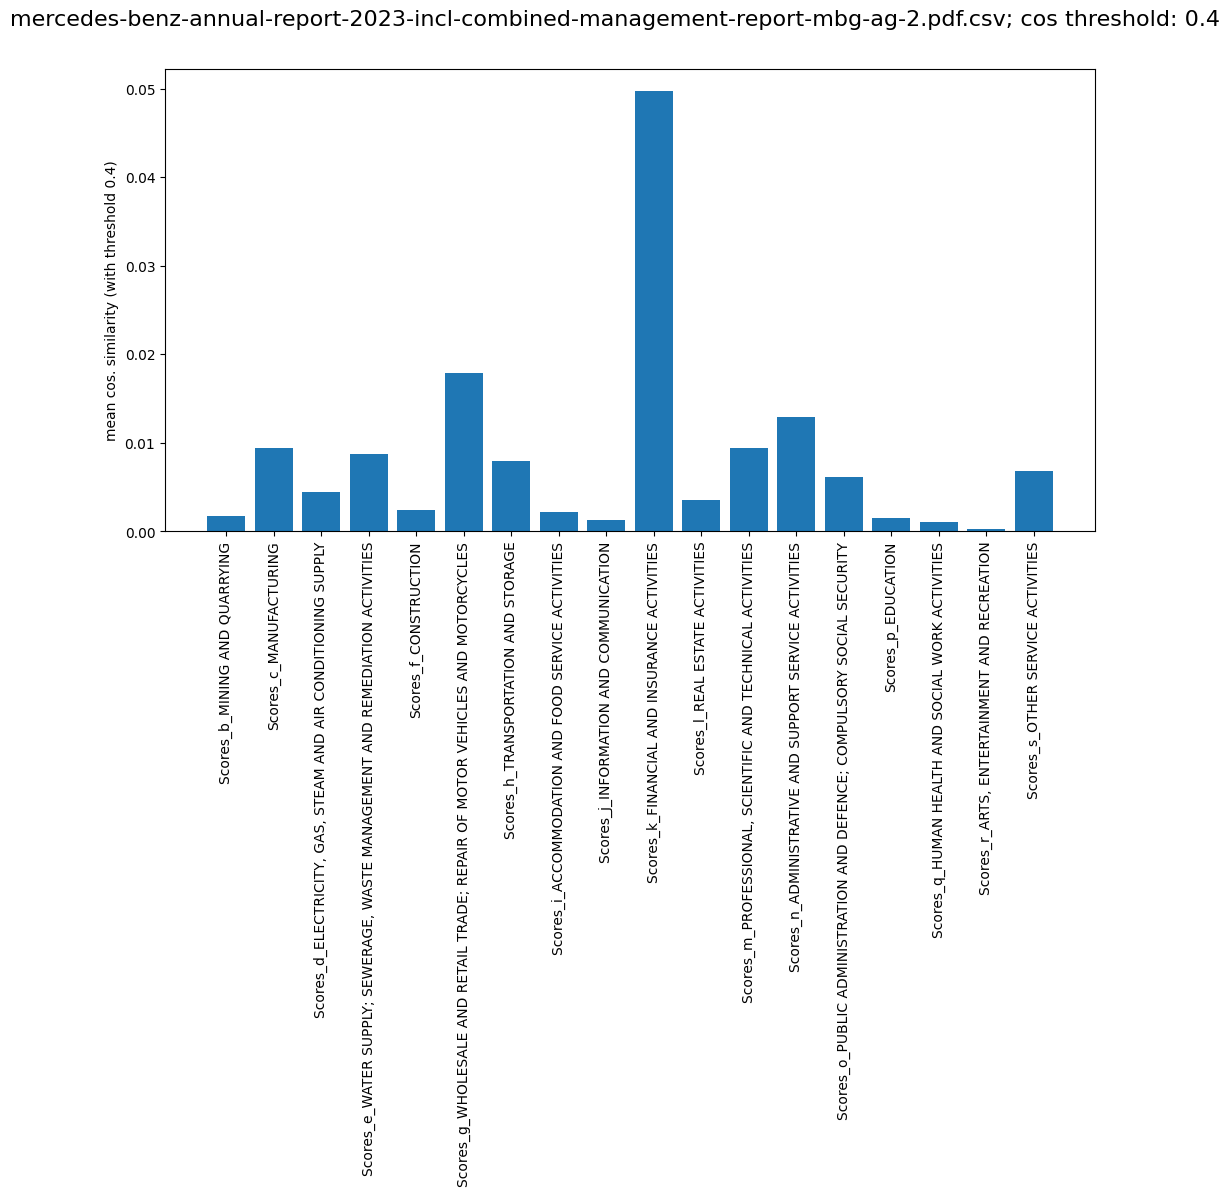 mercedes-benz-annual-report-2023-incl-combined-management-report-mbg-ag-2.pdf.csv; cos threshold: 0.4
mean cos. similarity (with threshold 0.4)
0.05
0.04
0.03
0.02
0.01
0.00
Scores_b_MINING AND QUARRYING
Scores_c_MANUFACTURING
Scores_d_ELECTRICITY, GAS, STEAM AND AIR CONDITIONING SUPPLY
Scores_e_WATER SUPPLY; SEWERAGE, WASTE MANAGEMENT AND REMEDIATION ACTIVITIES
Scores_f_CONSTRUCTION
Scores_g_WHOLESALE AND RETAIL TRADE; REPAIR OF MOTOR VEHICLES AND MOTORCYCLES
Scores_h_TRANSPORTATION AND STORAGE
Scores_i_ACCOMMODATION AND FOOD SERVICE ACTIVITIES
Scores_j_INFORMATION AND COMMUNICATION
Scores_k_FINANCIAL AND INSURANCE ACTIVITIES
Scores_l_REAL ESTATE ACTIVITIES
Scores_m_PROFESSIONAL, SCIENTIFIC AND TECHNICAL ACTIVITIES
Scores_n_ADMINISTRATIVE AND SUPPORT SERVICE ACTIVITIES
Scores_o_PUBLIC ADMINISTRATION AND DEFENCE; COMPULSORY SOCIAL SECURITY
Scores_p_EDUCATION
Scores_q_HUMAN HEALTH AND SOCIAL WORK ACTIVITIES
Scores_r_ARTS, ENTERTAINMENT AND RECREATION
Scores_s_OTHER SERVICE ACTIVITIES